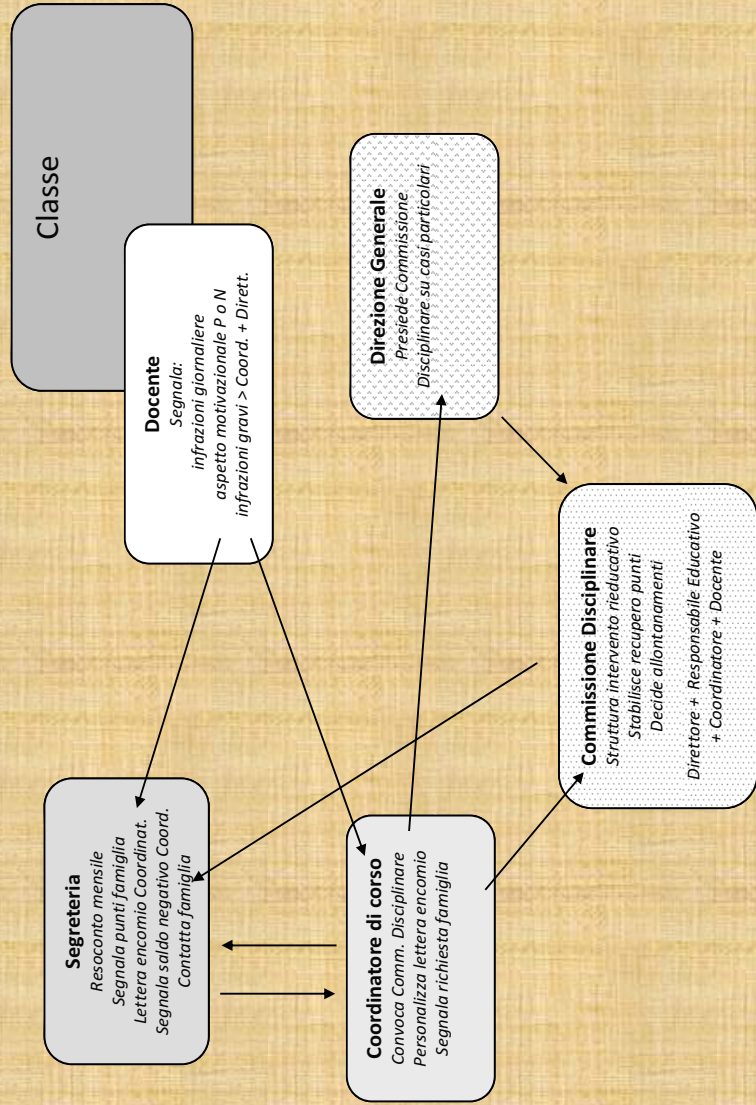 Classe
Docente
Segnala:
infrazioni giornaliere
aspetto motivazionale P o N
infrazioni gravi > Coord. + Dirett.
Segreteria
Resoconto mensile
Segnala punti famiglia
Lettera encomio Coordinat.
Segnala saldo negativo Coord.
Contatta famiglia
Direzione Generale
Presiede Commissione
Disciplinare su casi particolari
Coordinatore di corso
Convoca Comm. Disciplinare
Personalizza lettera encomio
Segnala richiesta famiglia
Commissione Disciplinare
Struttura intervento rieducativo
Stabilisce recupero punti
Decide allontanamenti
Direttore + Responsabile Educativo
+ Coordinatore + Docente